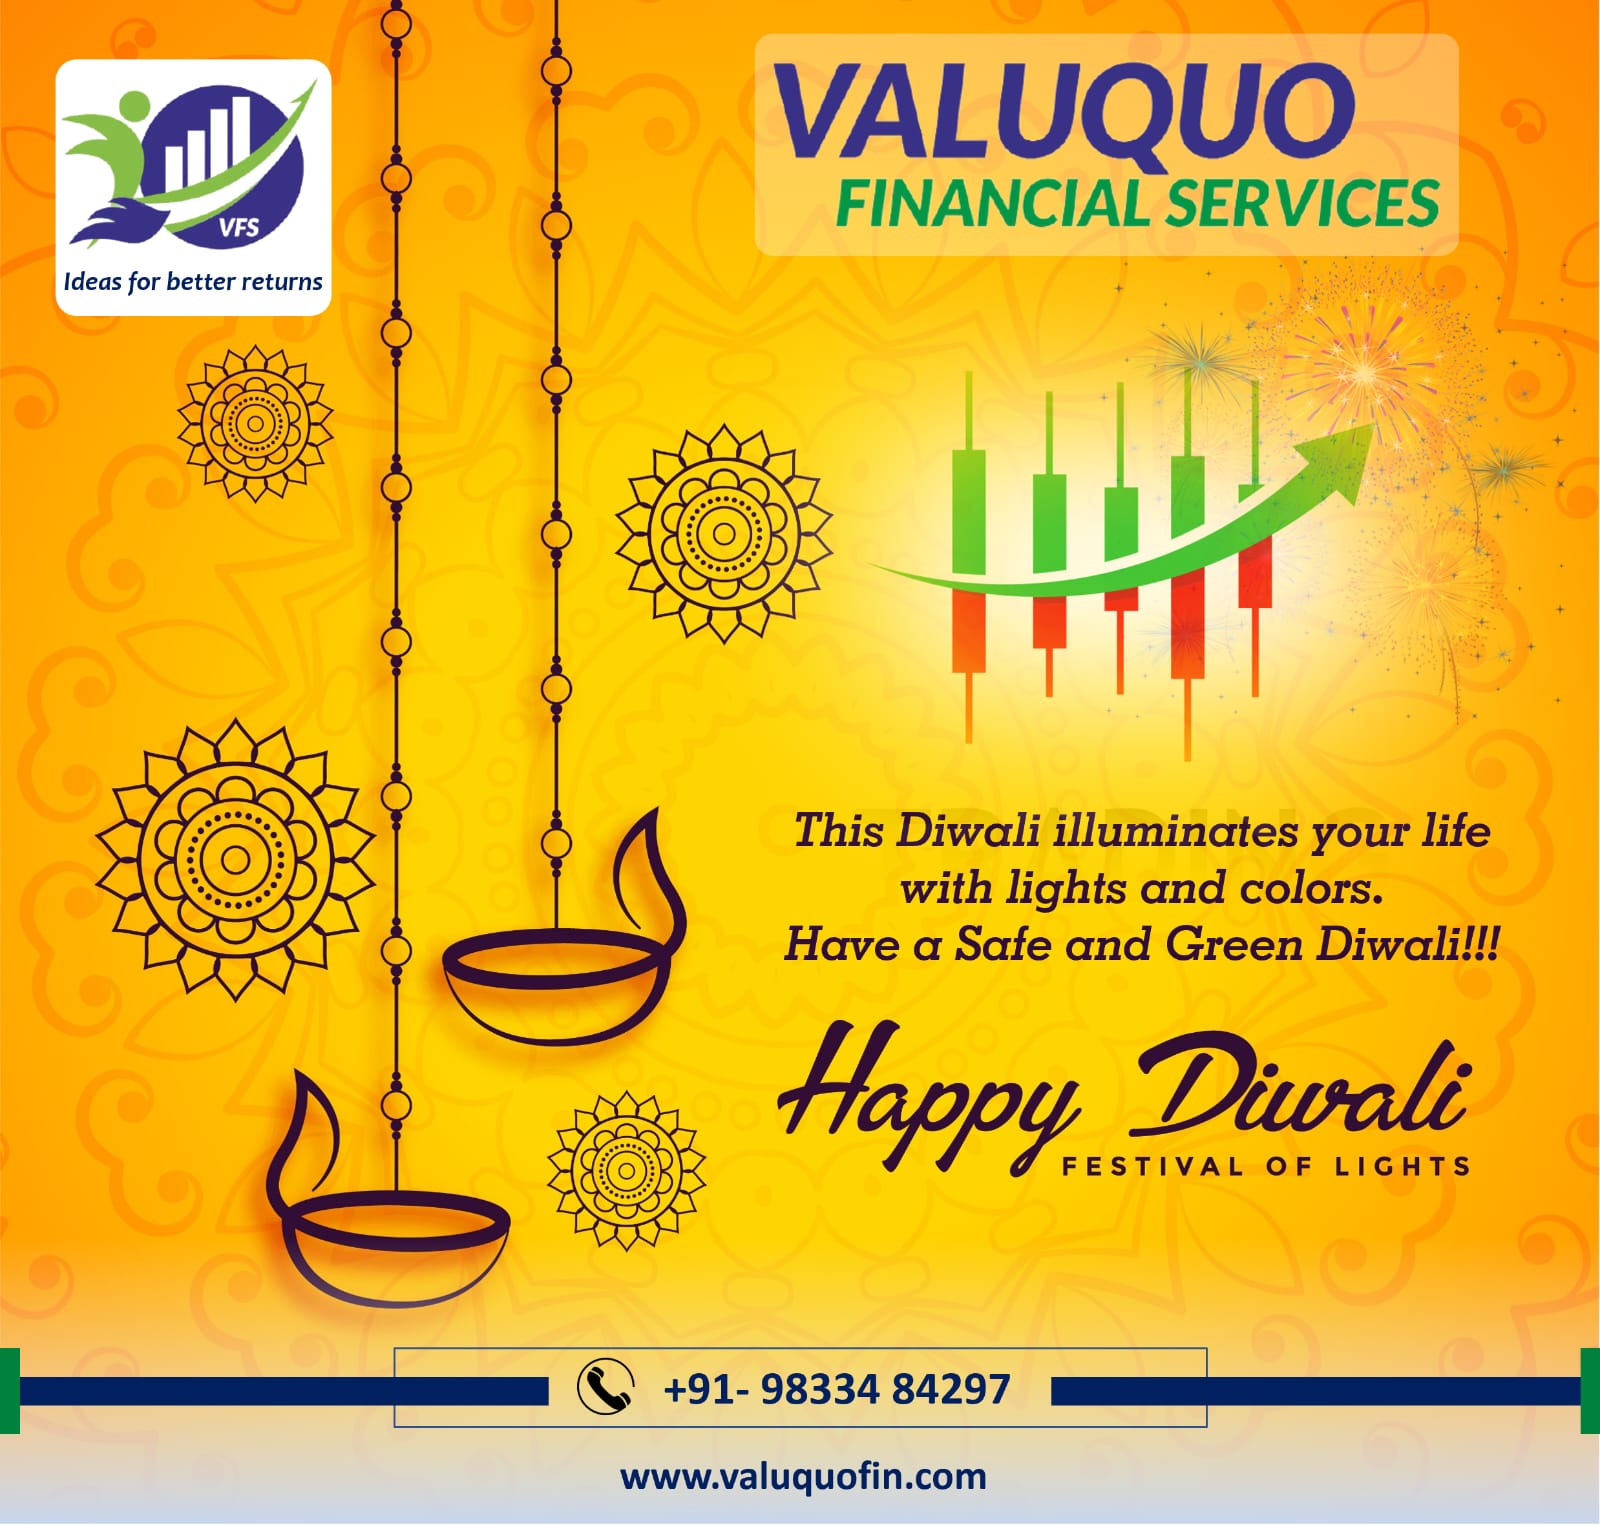 VFS
Ideas for better returns
VALUQUO
FINANCIAL SERVICES
TRADING
This Diwali illuminates your life
with lights and colors.
Have a Safe and Green Diwali!!!
Happy Diwali
FESTIVAL OF LIGHTS
+91- 98334 84297
www.valuquofin.com